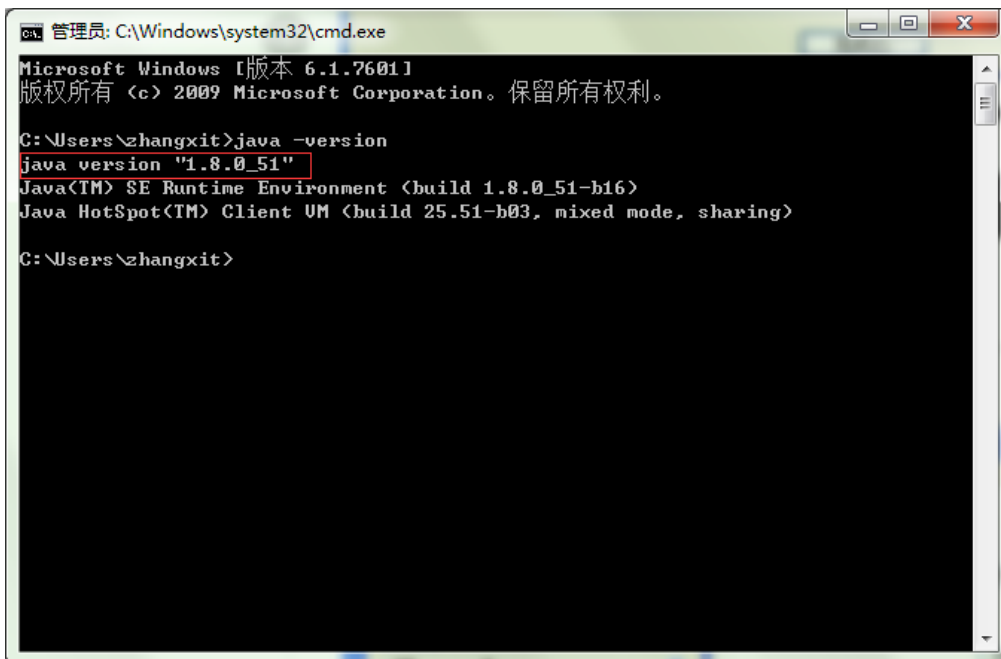 管理员: C:\Windows\system32\cmd.exe
Microsoft Windows [版本 6.1.7601]
版权所有 (c) 2009 Microsoft Corporation。保留所有权利。
C:\Users\zhangxit>java -version
java version "1.8.0_51"
Java(TM) SE Runtime Environment (build 1.8.0_51-b16)
Java HotSpot(TM) Client VM (build 25.51-b03, mixed mode, sharing)
C:\Users\zhangxit>